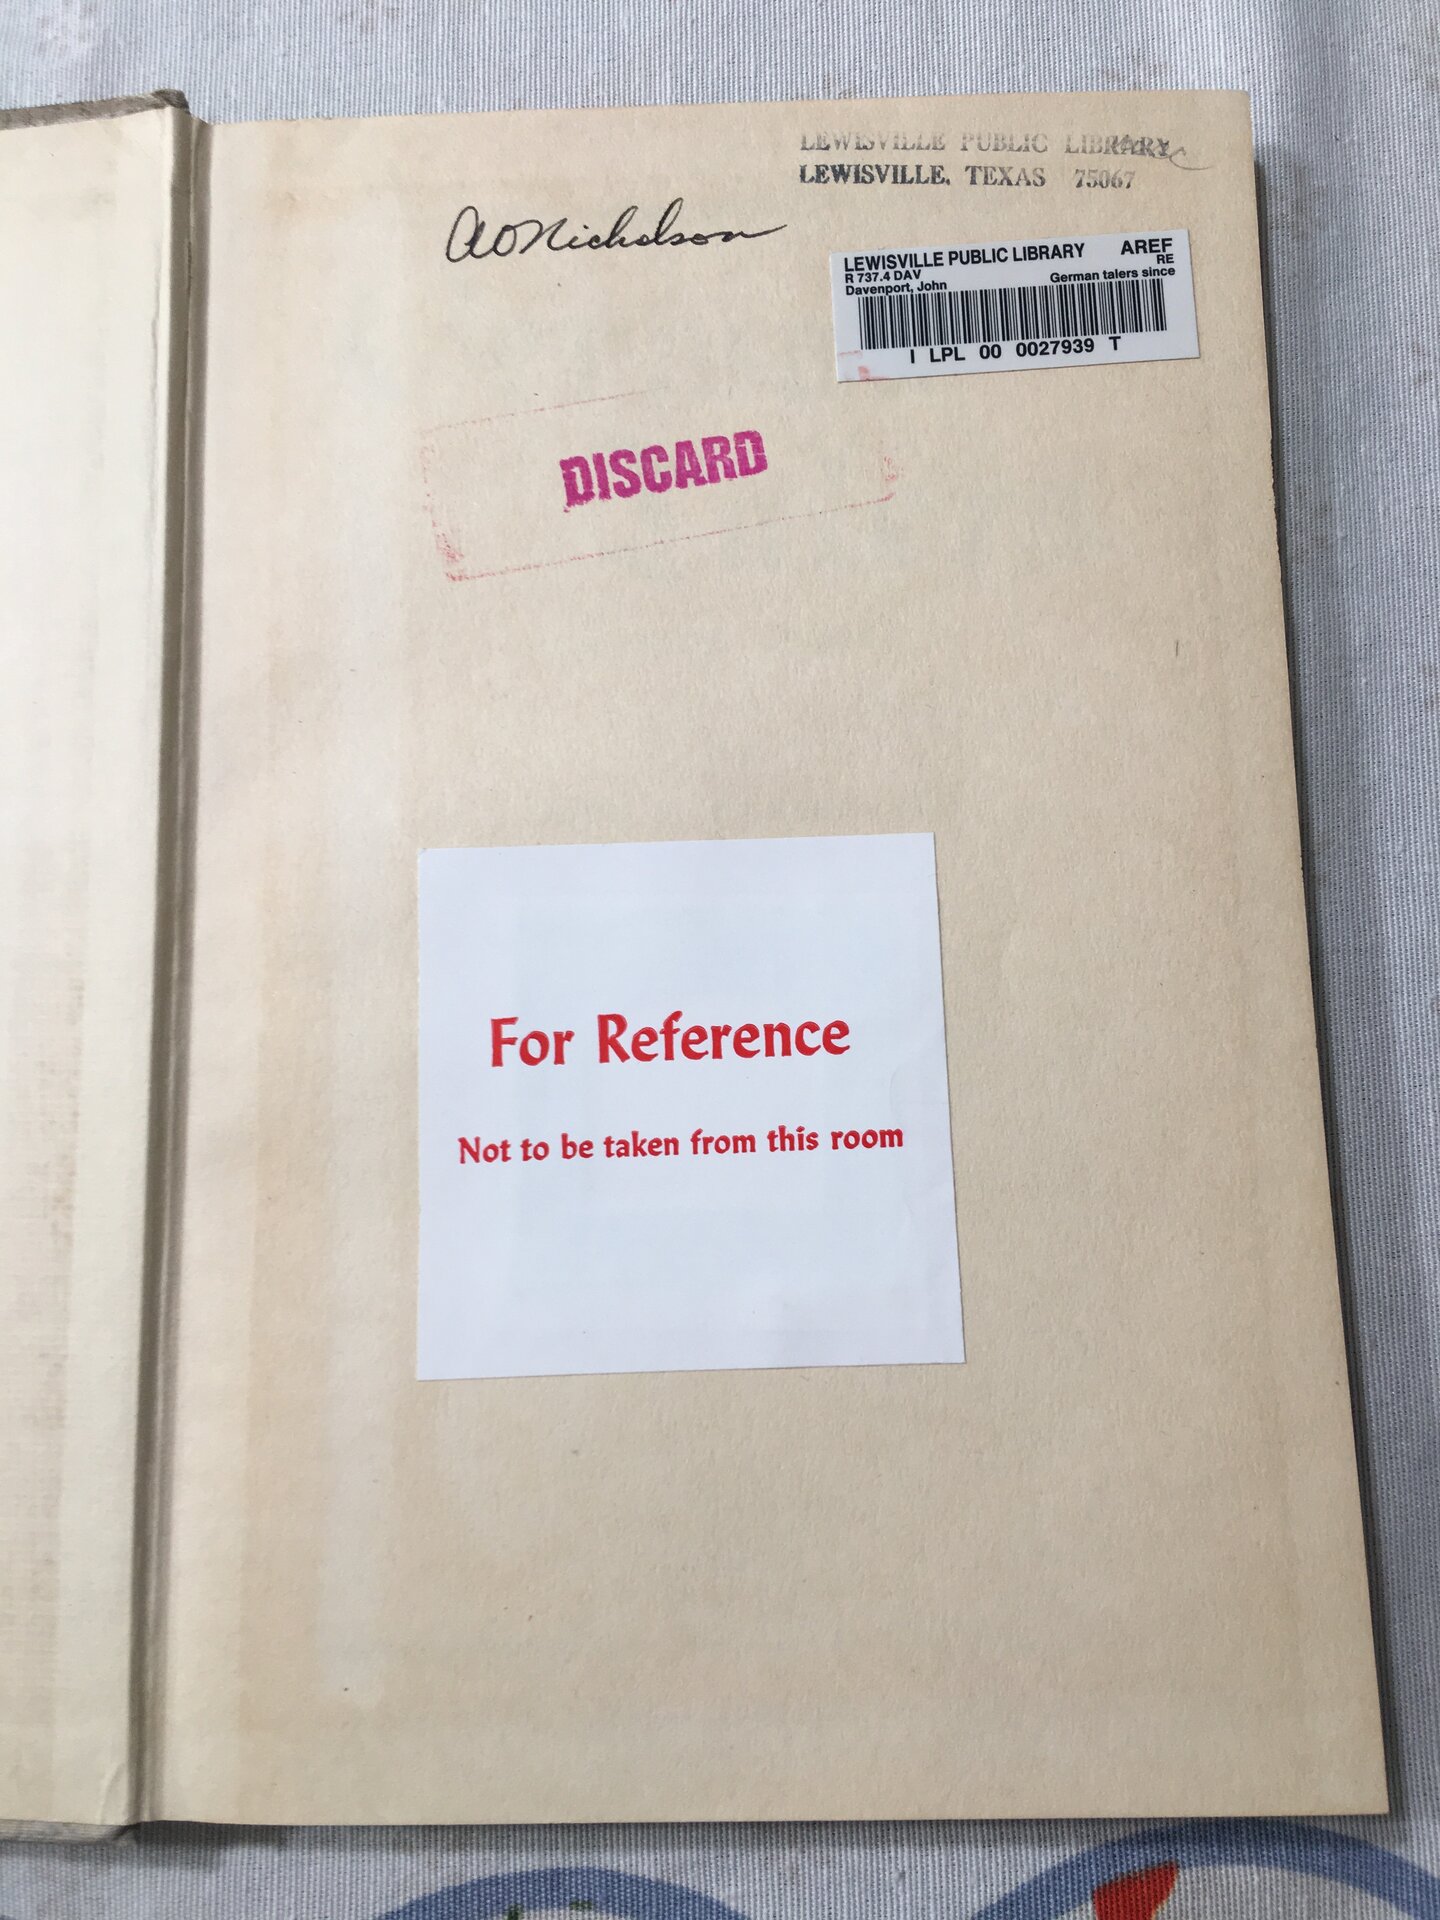 LEWISVILLE PUBLIC LIBRARY
LEWISVILLE, TEXAS 75067
AONicholson
LEWISVILLE PUBLIC LIBRARY AREF
R 737.4 DAV RE
Davenport, John German talers since
I LPL 00 0027939 T
DISCARD
For Reference
Not to be taken from this room